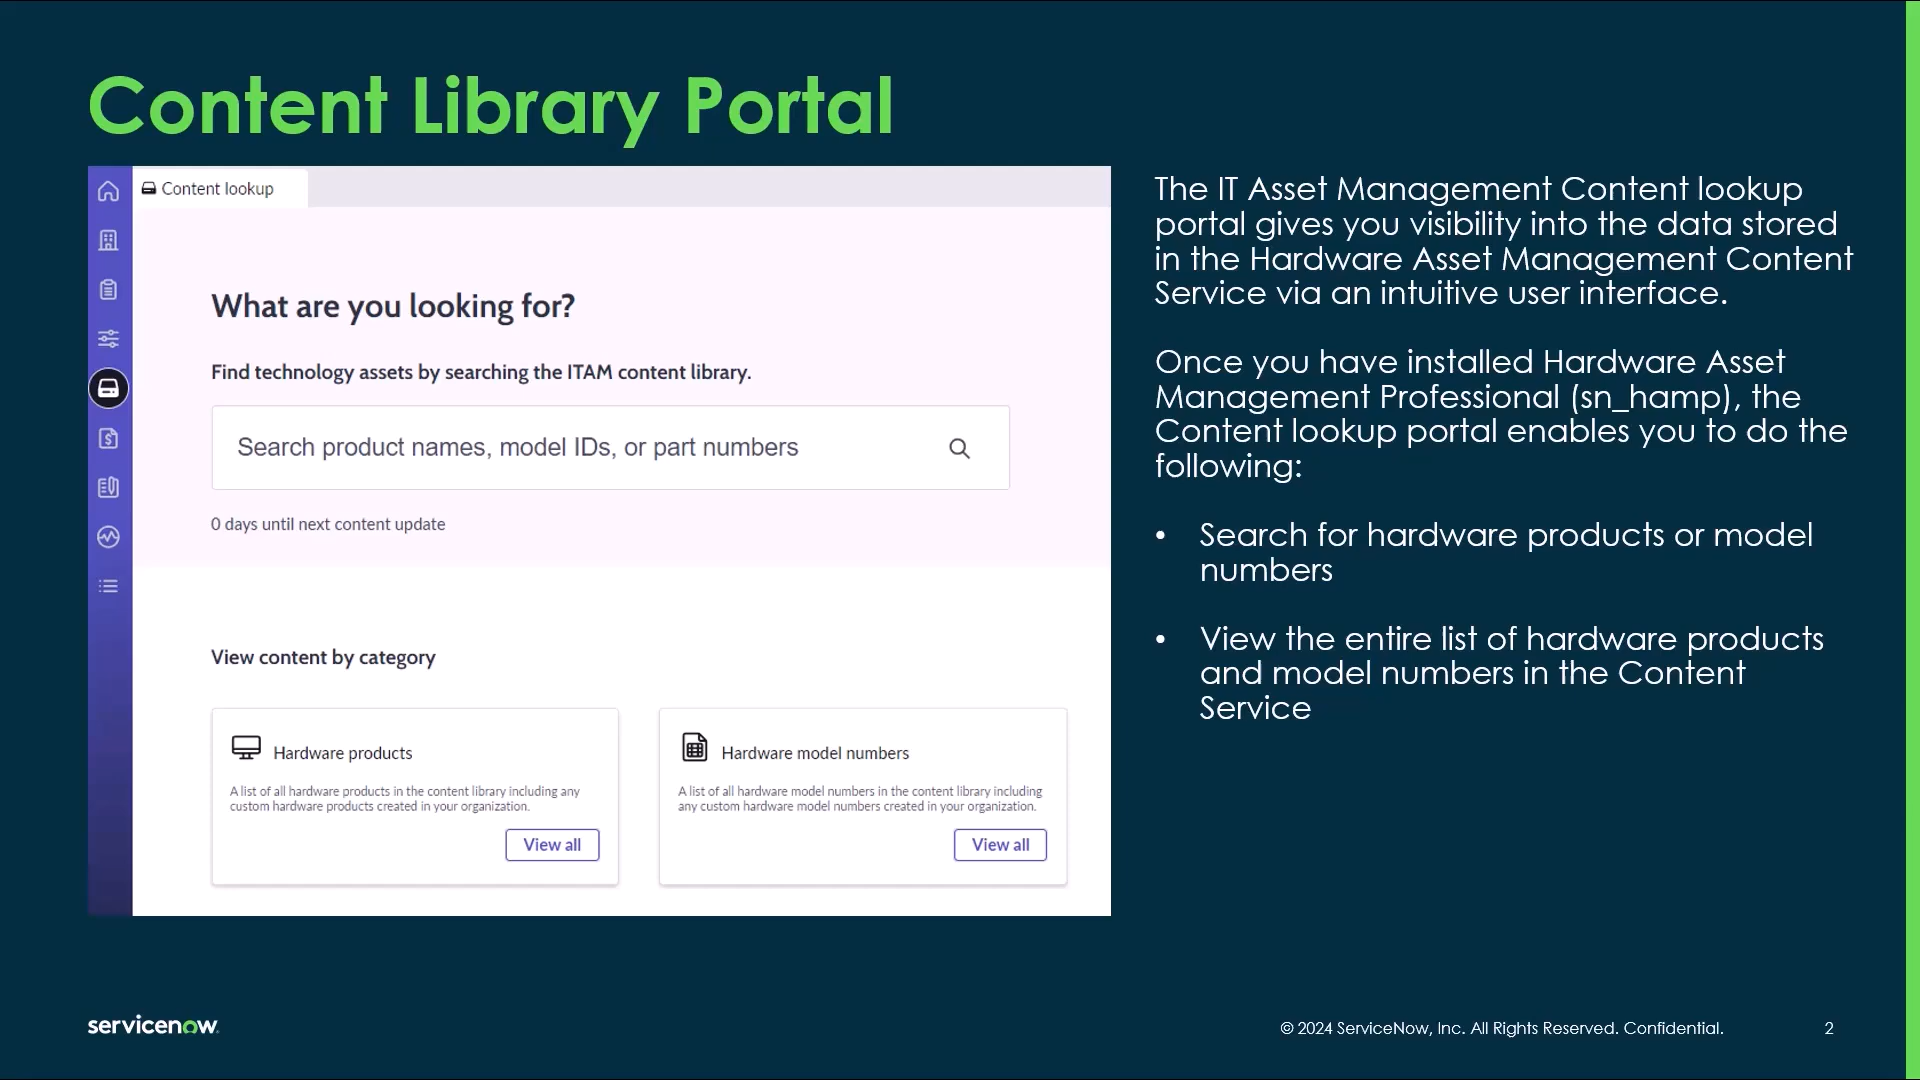 Content Library Portal
Content lookup
What are you looking for?
Find technology assets by searching the ITAM content library.
Search product names, model IDs, or part numbers
0 days until next content update
View content by category
Hardware products
A list of all hardware products in the content library including any
custom hardware products created in your organization.
View all
Hardware model numbers
A list of all hardware model numbers in the content library including
any custom hardware model numbers created in your organization.
View all
The IT Asset Management Content lookup
portal gives you visibility into the data stored
in the Hardware Asset Management Content
Service via an intuitive user interface.
Once you have installed Hardware Asset
Management Professional (sn_hamp), the
Content lookup portal enables you to do the
following:
• Search for hardware products or model
numbers
• View the entire list of hardware products
and model numbers in the Content
Service
servicenow.
© 2024 ServiceNow, Inc. All Rights Reserved. Confidential.
2